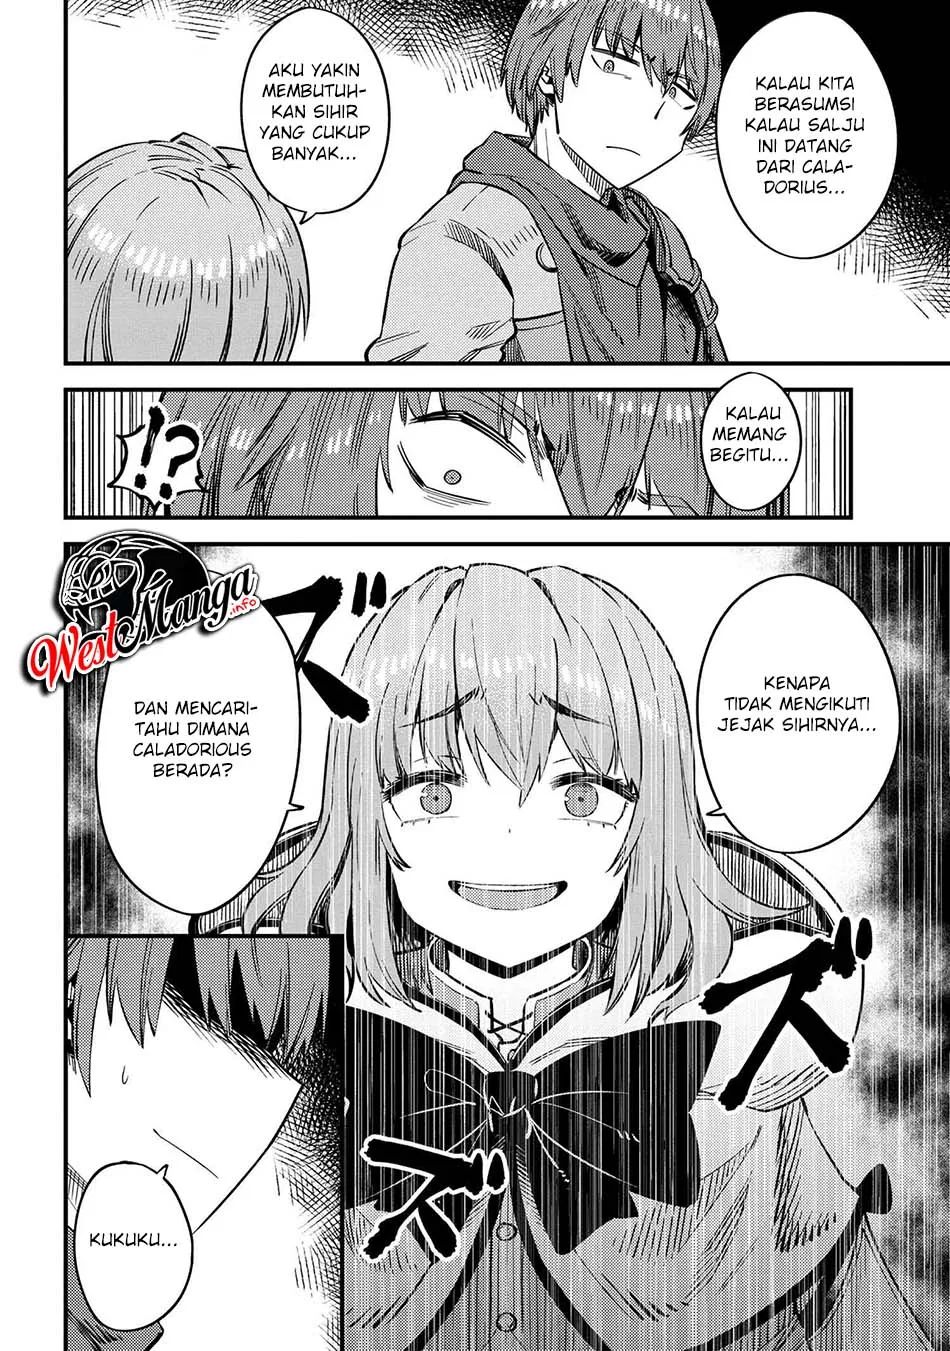 KALAU KITA
BERASUMSI
KALAU SALJU
INI DATANG
DARI CALA-
DORIUS...
AKU YAKIN
MEMBUTUH-
KAN SIHIR
YANG CUKUP
BANYAK...
KALAU
MEMANG
BEGITU...
!?
KENAPA
TIDAK MENGIKUTI
JEJAK SIHIRNYA...
ズ
ズ
ズ
DAN MENCARI-
TAHU DIMANA
CALADORIOUS
BERADA?
WestManga
.info
KUKUKU...